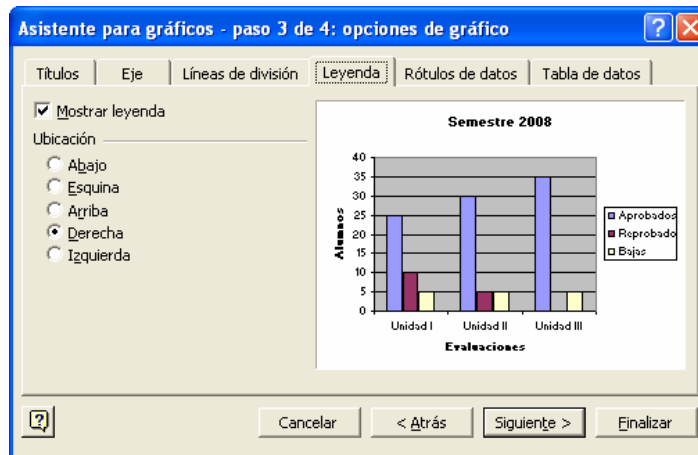 Asistente para gráficos - paso 3 de 4: opciones de gráfico
Títulos
Eje
Líneas de división
Leyenda
Rótulos de datos
Tabla de datos
Mostrar leyenda
Ubicación
Abajo
Esquina
Arriba
Derecha
Izquierda
Semestre 2008
Alumnos
40
35
30
25
20
15
10
5
0
Unidad I
Unidad II
Unidad III
Evaluaciones
Aprobados
Reprobado
Bajas
Cancelar
< Atrás
Siguiente >
Finalizar